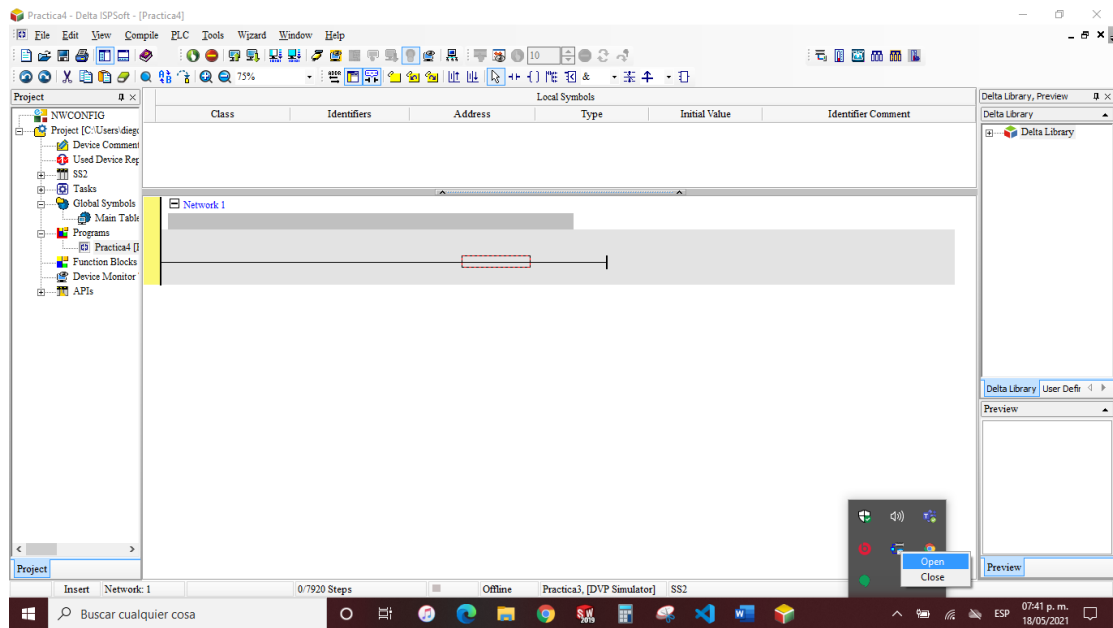 Practica4 - Delta ISPSoft - [Practica4]
File Edit View Compile PLC Tools Wizard Window Help
10
75%
Project
NWCONFIG
Project [C:\Users\diego
Device Comment
Used Device Rep
SS2
Tasks
Global Symbols
Main Table
Programs
Practica4 [
Function Blocks
Device Monitor
APIs
Project
Local Symbols
Class Identifiers Address Type Initial Value Identifier Comment
Network 1
Delta Library, Preview
Delta Library
Delta Library
Delta Library User Defin
Preview
Preview
Open
Close
Insert Network: 1 0/7920 Steps Offline Practica3, [DVP Simulator] SS2
Buscar cualquier cosa
SW
2019
ESP
07:41 p. m.
18/05/2021